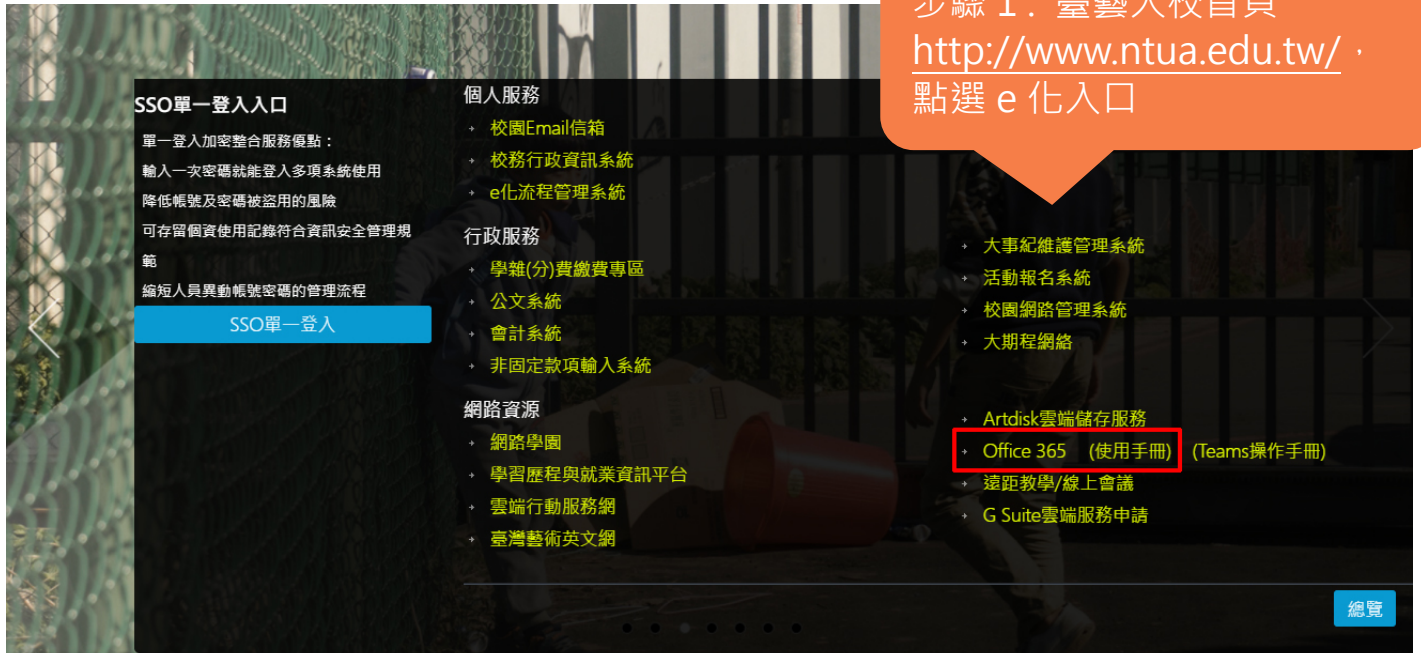 步驟 1：臺藝大校首頁
http://www.ntua.edu.tw/，
點選 e 化入口
SSO單一登入入口
單一登入加密整合服務優點：
輸入一次密碼就能登入多項系統使用
降低帳號及密碼被盜用的風險
可存留個資使用記錄符合資訊安全管理規
範
縮短人員異動帳號密碼的管理流程
SSO單一登入
個人服務
校園Email信箱
校務行政資訊系統
e化流程管理系統
行政服務
學雜(分)費繳費專區
公文系統
會計系統
非固定款項輸入系統
大事紀維護管理系統
活動報名系統
校園網路管理系統
大期程網絡
網路資源
網路學園
學習歷程與就業資訊平台
雲端行動服務網
臺灣藝術英文網
Artdisk雲端儲存服務
Office 365 (使用手冊) (Teams操作手冊)
遠距教學/線上會議
G Suite雲端服務申請
總覽